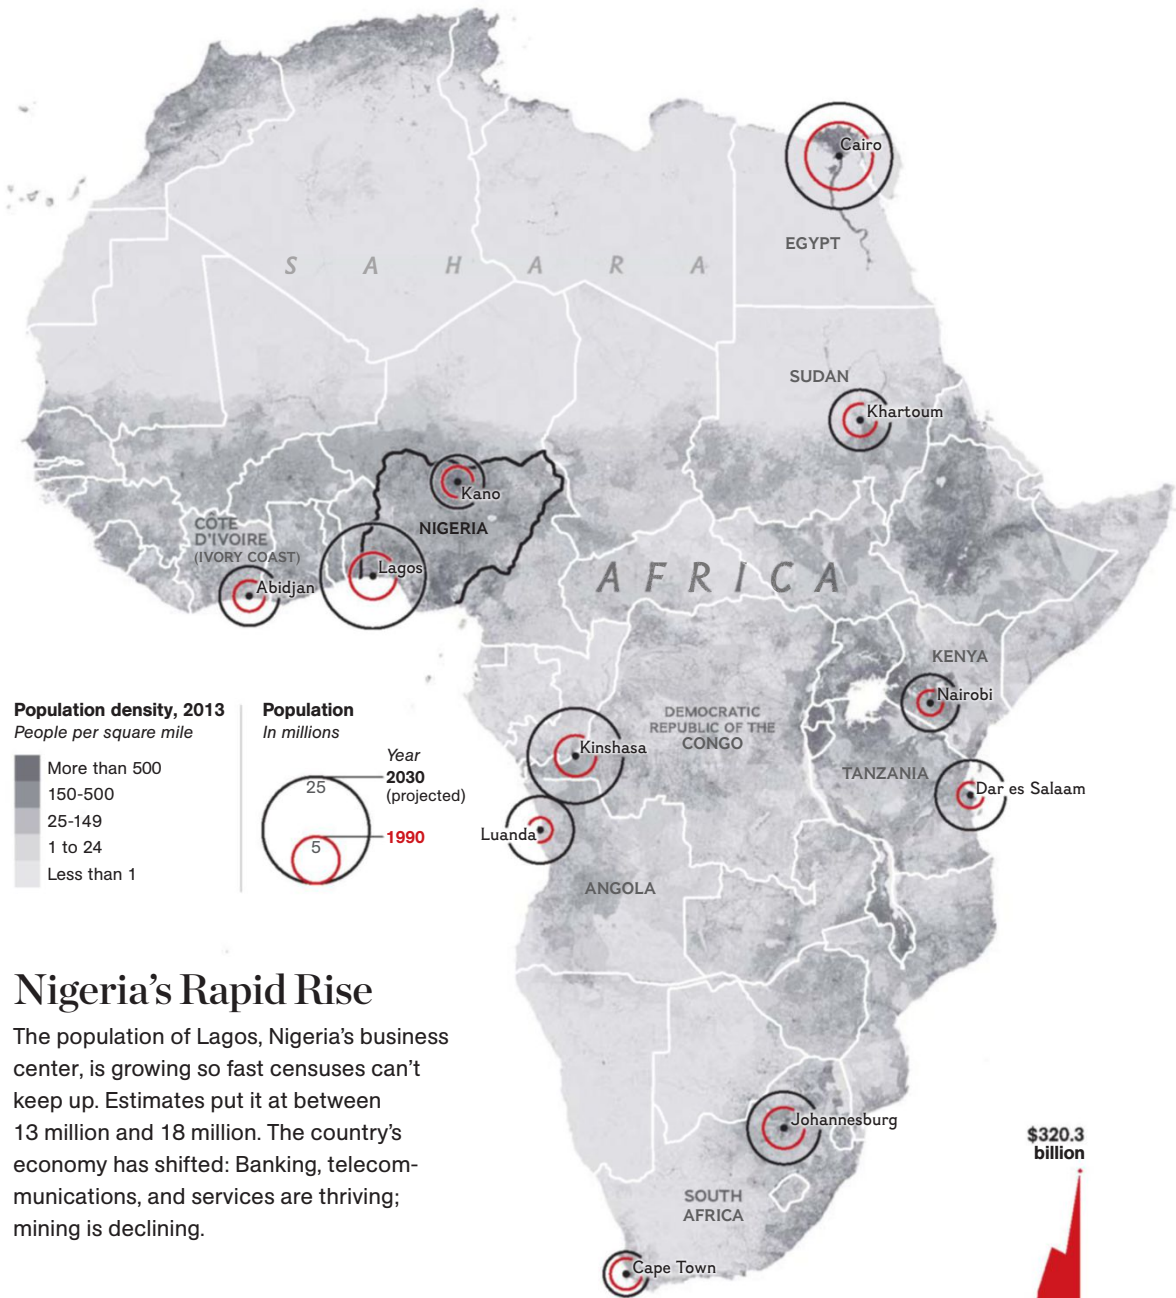 Cairo
EGYPT
S A H A R A
SUDAN
Khartoum
Kano
NIGERIA
CÔTE
D'IVOIRE
(IVORY COAST)
Lagos
Abidjan
AFRICA
KENYA
Nairobi
DEMOCRATIC
REPUBLIC OF THE
CONGO
Kinshasa
TANZANIA
Dar es Salaam
Luanda
ANGOLA
Population density, 2013
People per square mile
More than 500
150-500
25-149
1 to 24
Less than 1
Population
In millions
Year
2030
(projected)
25
1990
5
Nigeria’s Rapid Rise
The population of Lagos, Nigeria’s business
center, is growing so fast censuses can’t
keep up. Estimates put it at between
13 million and 18 million. The country’s
economy has shifted: Banking, telecom-
munications, and services are thriving;
mining is declining.
Johannesburg
SOUTH
AFRICA
Cape Town
$320.3
billion